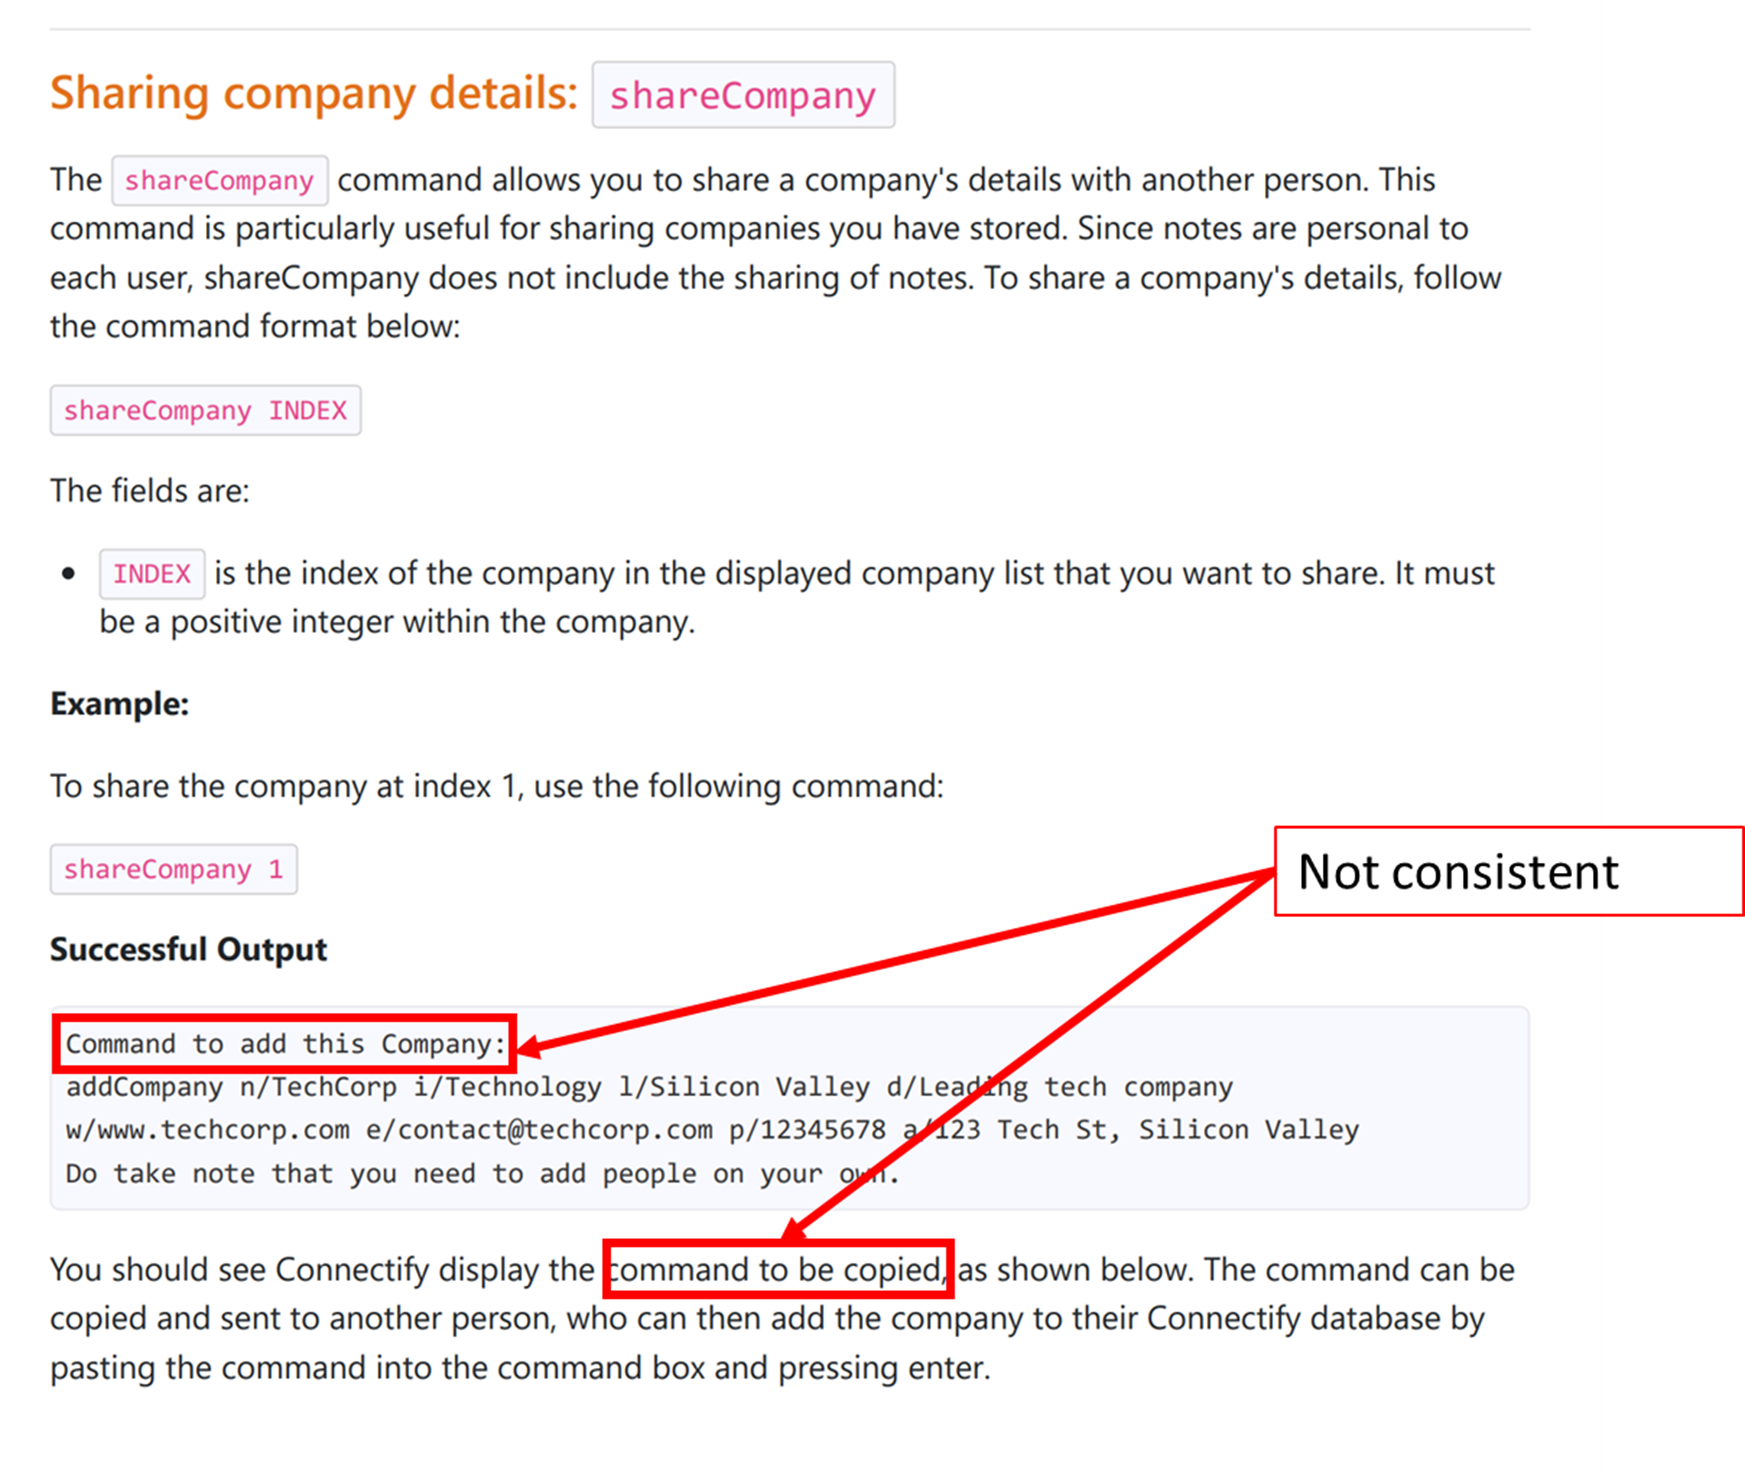 Sharing company details: shareCompany
The shareCompany command allows you to share a company's details with another person. This
command is particularly useful for sharing companies you have stored. Since notes are personal to
each user, shareCompany does not include the sharing of notes. To share a company's details, follow
the command format below:
shareCompany INDEX
The fields are:
• INDEX is the index of the company in the displayed company list that you want to share. It must
be a positive integer within the company.
Example:
To share the company at index 1, use the following command:
shareCompany 1
Not consistent
Successful Output
Command to add this Company:
addCompany n/TechCorp i/Technology l/Silicon Valley d/Leading tech company
w/www.techcorp.com e/contact@techcorp.com p/12345678 a/123 Tech St, Silicon Valley
Do take note that you need to add people on your own.
You should see Connectify display the command to be copied, as shown below. The command can be
copied and sent to another person, who can then add the company to their Connectify database by
pasting the command into the command box and pressing enter.